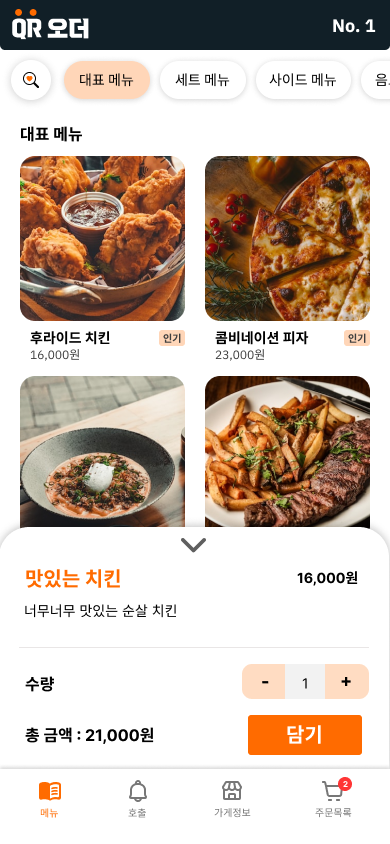 QR 오더
No. 1
대표 메뉴
세트 메뉴
사이드 메뉴
음
대표 메뉴
후라이드 치킨
인기
16,000원
콤비네이션 피자
인기
23,000원
맛있는 치킨
16,000원
너무너무 맛있는 순살 치킨
수량
-
1
+
총 금액 : 21,000원
담기
메뉴
호출
가게정보
2
주문목록